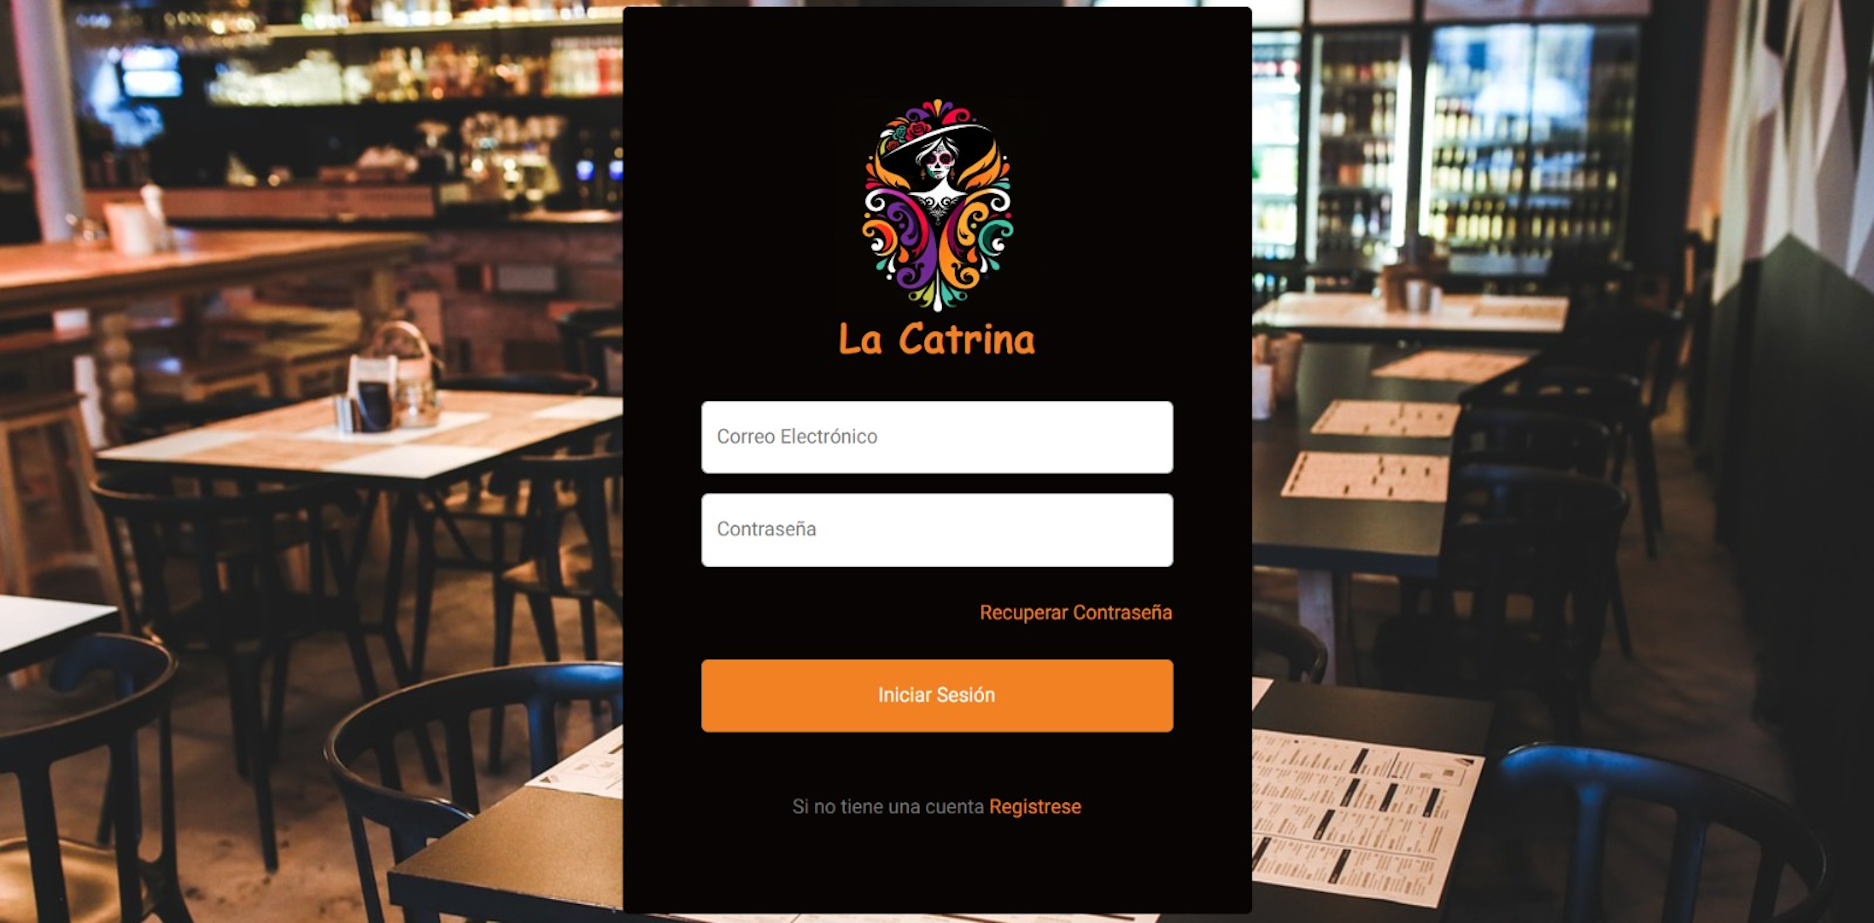 La Catrina
Correo Electrónico
Contraseña
Recuperar Contraseña
Iniciar Sesión
Si no tiene una cuenta Registrese